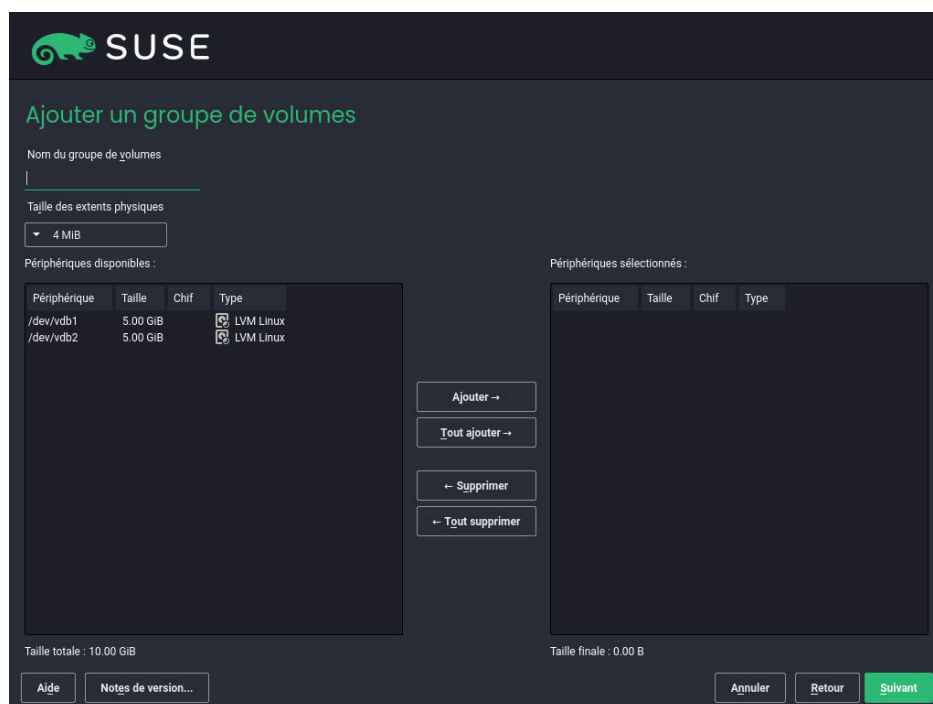 SUSE
Ajouter un groupe de volumes
Nom du groupe de volumes
Taille des extents physiques
4 MiB
Périphériques disponibles :
Périphérique Taille Chif Type
/dev/vdb1 5.00 GiB LVM Linux
/dev/vdb2 5.00 GiB LVM Linux
Taille totale : 10.00 GiB
Ajouter →
Tout ajouter →
← Supprimer
← Tout supprimer
Périphériques sélectionnés :
Périphérique Taille Chif Type
Taille finale : 0.00 B
Aide Notes de version... Annuler Retour Suivant